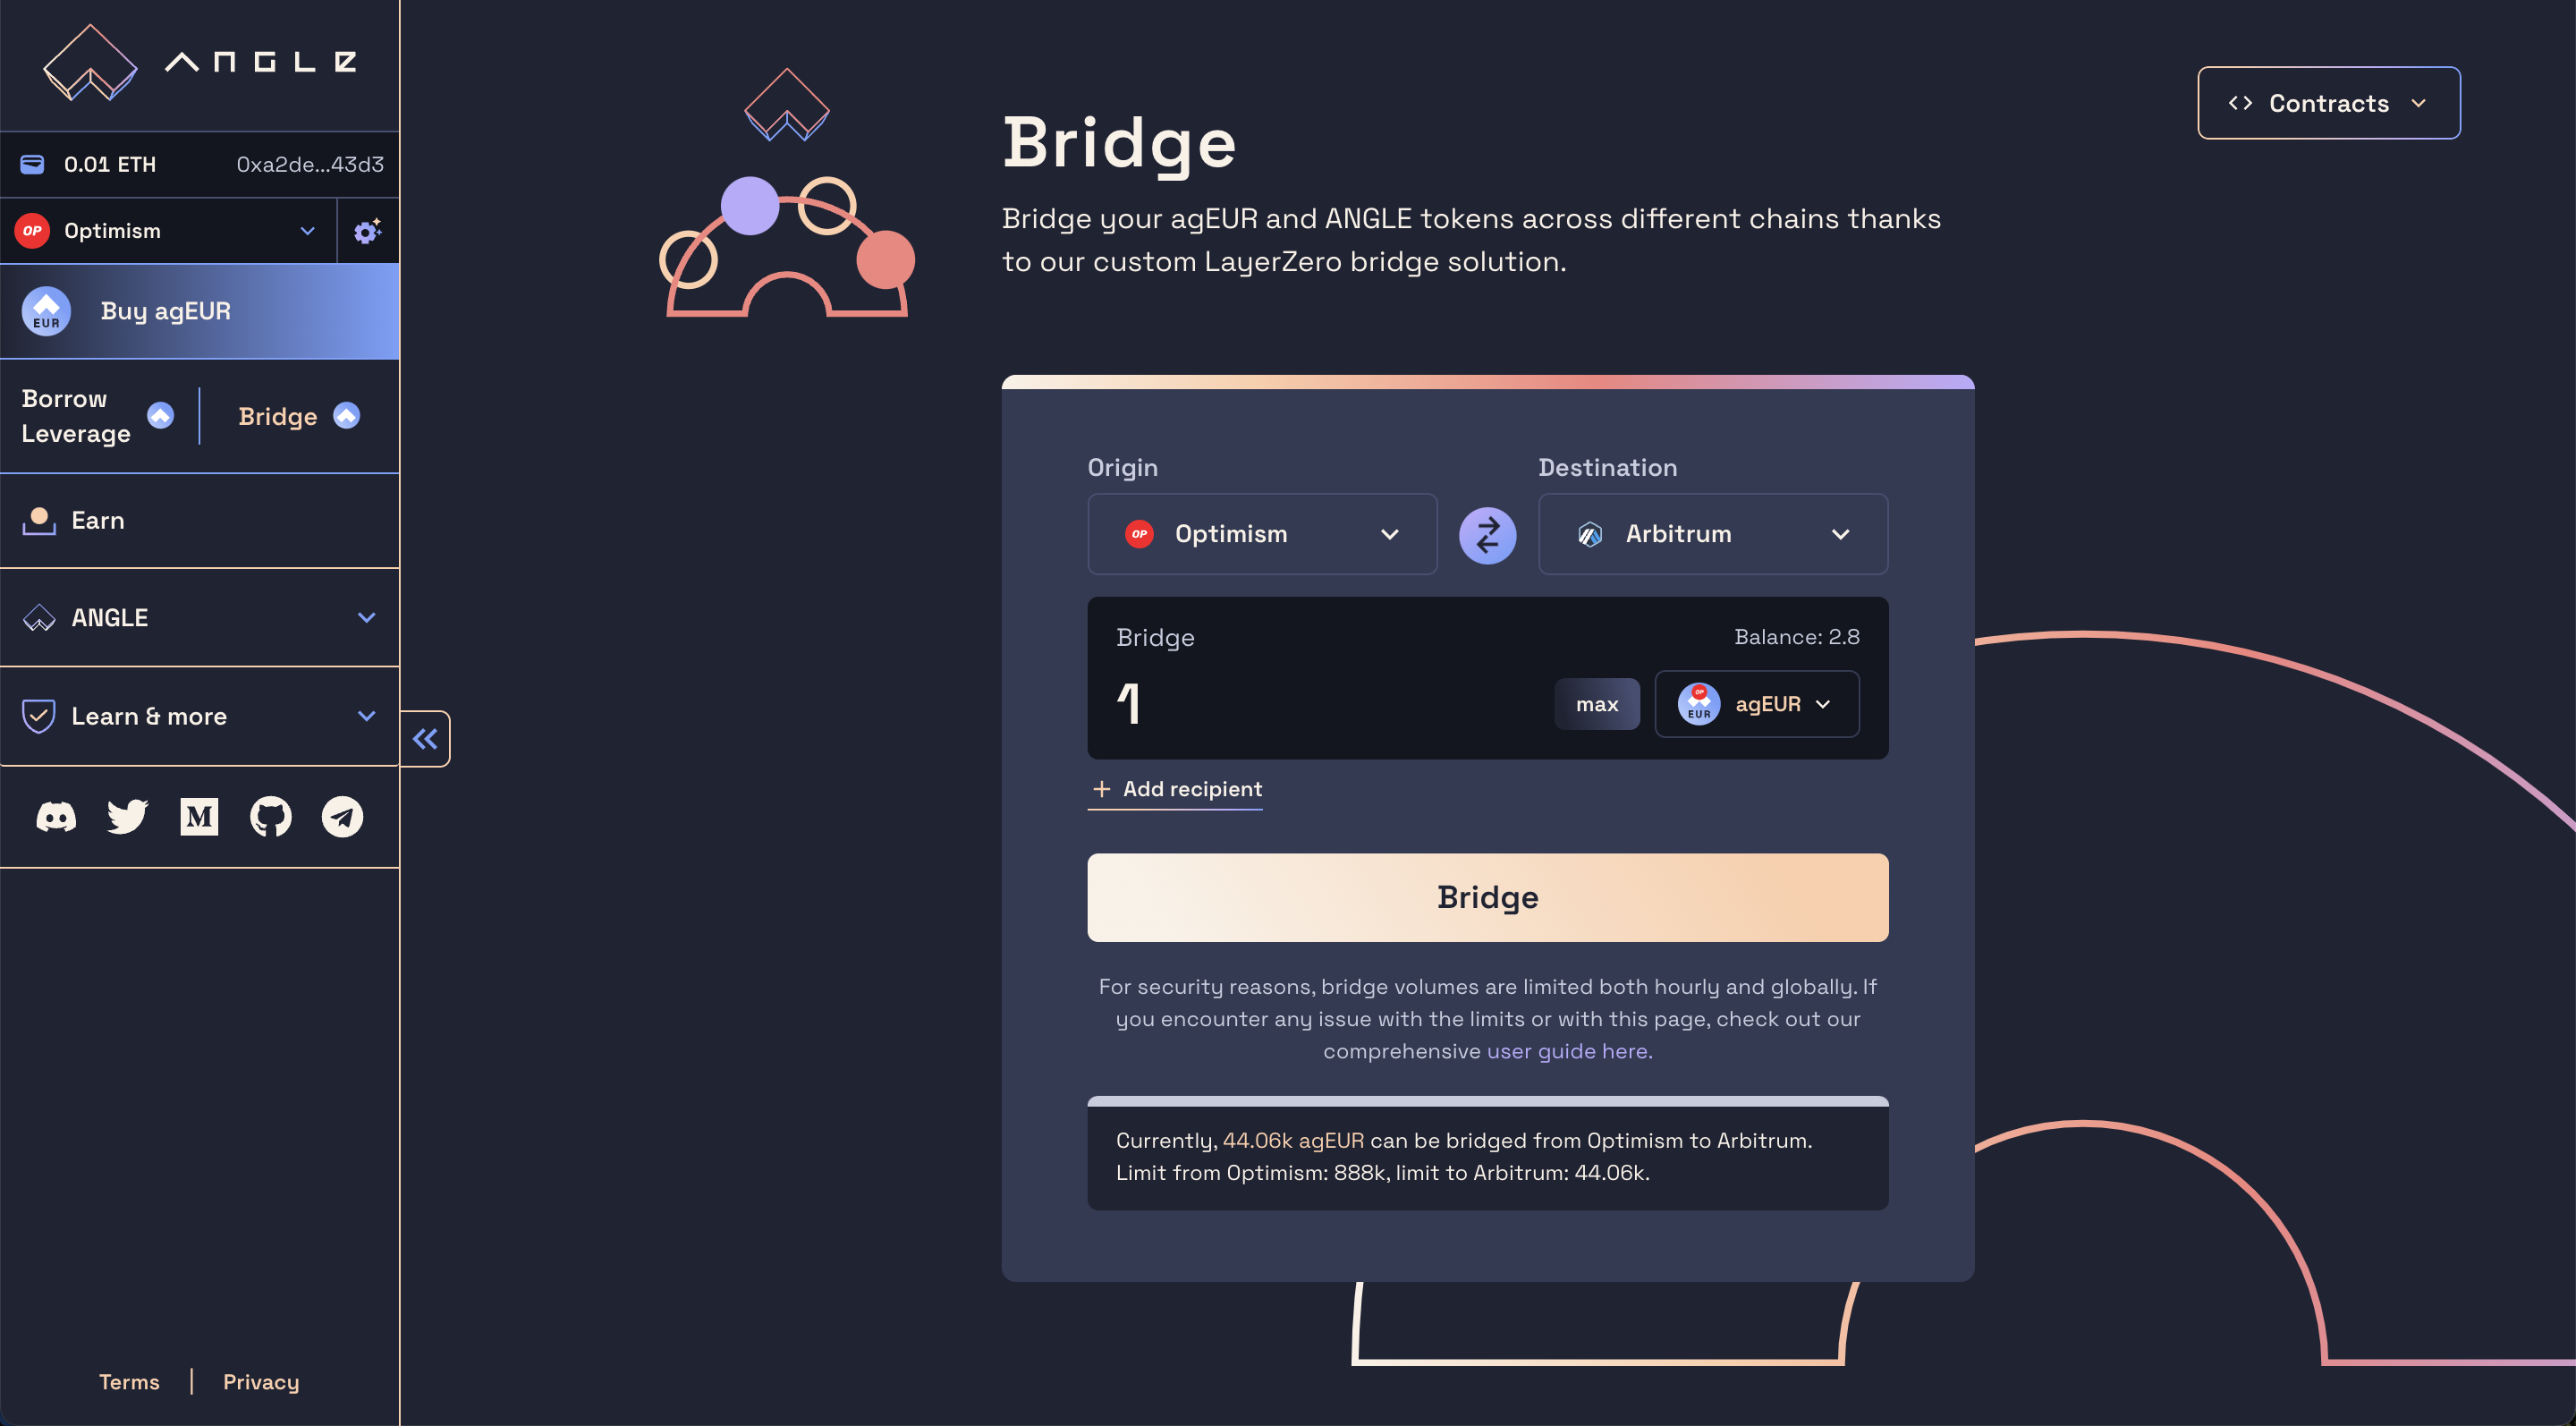 ANGLE
0.01 ETH 0xa2de...43d3
OP Optimism
EUR Buy agEUR
Borrow
Leverage
Bridge
Earn
ANGLE
Learn & more
M
Terms | Privacy
Bridge
Bridge your agEUR and ANGLE tokens across different chains thanks
to our custom LayerZero bridge solution.
<> Contracts
Origin
OP Optimism
Destination
Arbitrum
Bridge
Balance: 2.8
1
max
OP EUR agEUR
+ Add recipient
Bridge
For security reasons, bridge volumes are limited both hourly and globally. If
you encounter any issue with the limits or with this page, check out our
comprehensive user guide here.
Currently, 44.06k agEUR can be bridged from Optimism to Arbitrum.
Limit from Optimism: 888k, limit to Arbitrum: 44.06k.